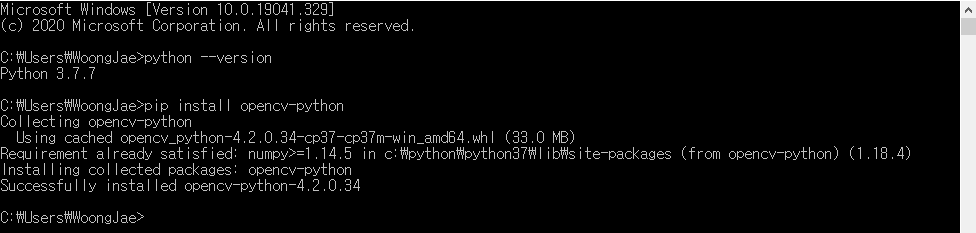 Microsoft Windows [Version 10.0.19041.329]
(c) 2020 Microsoft Corporation. All rights reserved.
C:₩Users₩WoongJae>python --version
Python 3.7.7
C:₩Users₩WoongJae>pip install opencv-python
Collecting opencv-python
  Using cached opencv_python-4.2.0.34-cp37-cp37m-win_amd64.whl (33.0 MB)
Requirement already satisfied: numpy>=1.14.5 in c:₩python₩python37₩lib₩site-packages (from opencv-python) (1.18.4)
Installing collected packages: opencv-python
Successfully installed opencv-python-4.2.0.34
C:₩Users₩WoongJae>